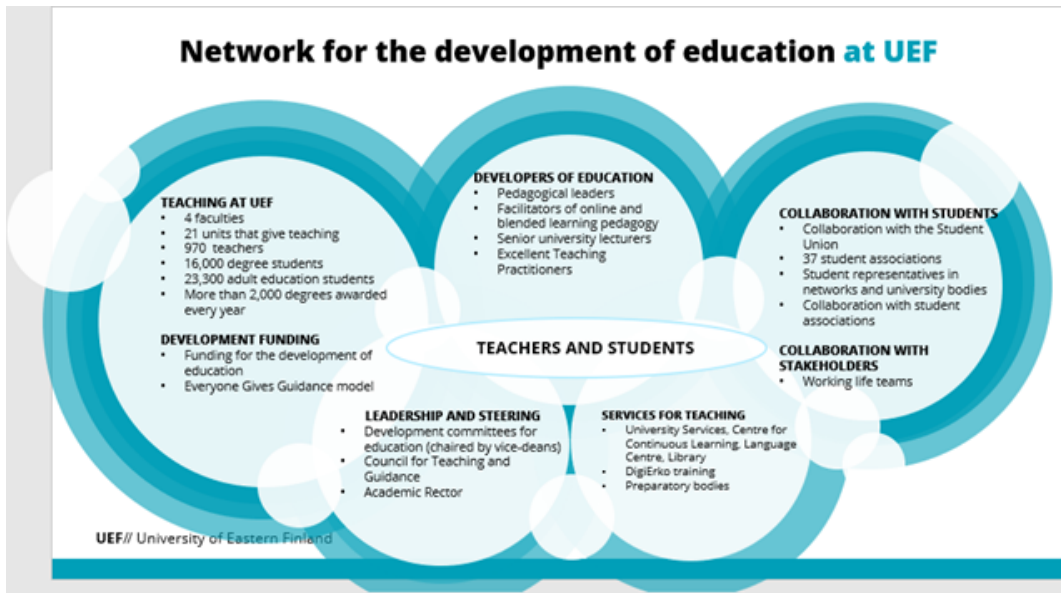 Network for the development of education at UEF
TEACHING AT UEF
• 4 faculties
• 21 units that give teaching
• 970 teachers
• 16,000 degree students
• 23,300 adult education students
• More than 2,000 degrees awarded
every year
DEVELOPMENT FUNDING
• Funding for the development of
education
• Everyone Gives Guidance model
DEVELOPERS OF EDUCATION
• Pedagogical leaders
• Facilitators of online and
blended learning pedagogy
• Senior university lecturers
• Excellent Teaching
Practitioners
COLLABORATION WITH STUDENTS
• Collaboration with the Student
Union
• 37 student associations
• Student representatives in
networks and university bodies
• Collaboration with student
associations
COLLABORATION WITH
STAKEHOLDERS
• Working life teams
TEACHERS AND STUDENTS
LEADERSHIP AND STEERING
• Development committees for
education (chaired by vice-deans)
• Council for Teaching and
Guidance
• Academic Rector
SERVICES FOR TEACHING
• University Services, Centre for
Continuous Learning, Language
Centre, Library
• DigiErko training
• Preparatory bodies
UEF// University of Eastern Finland